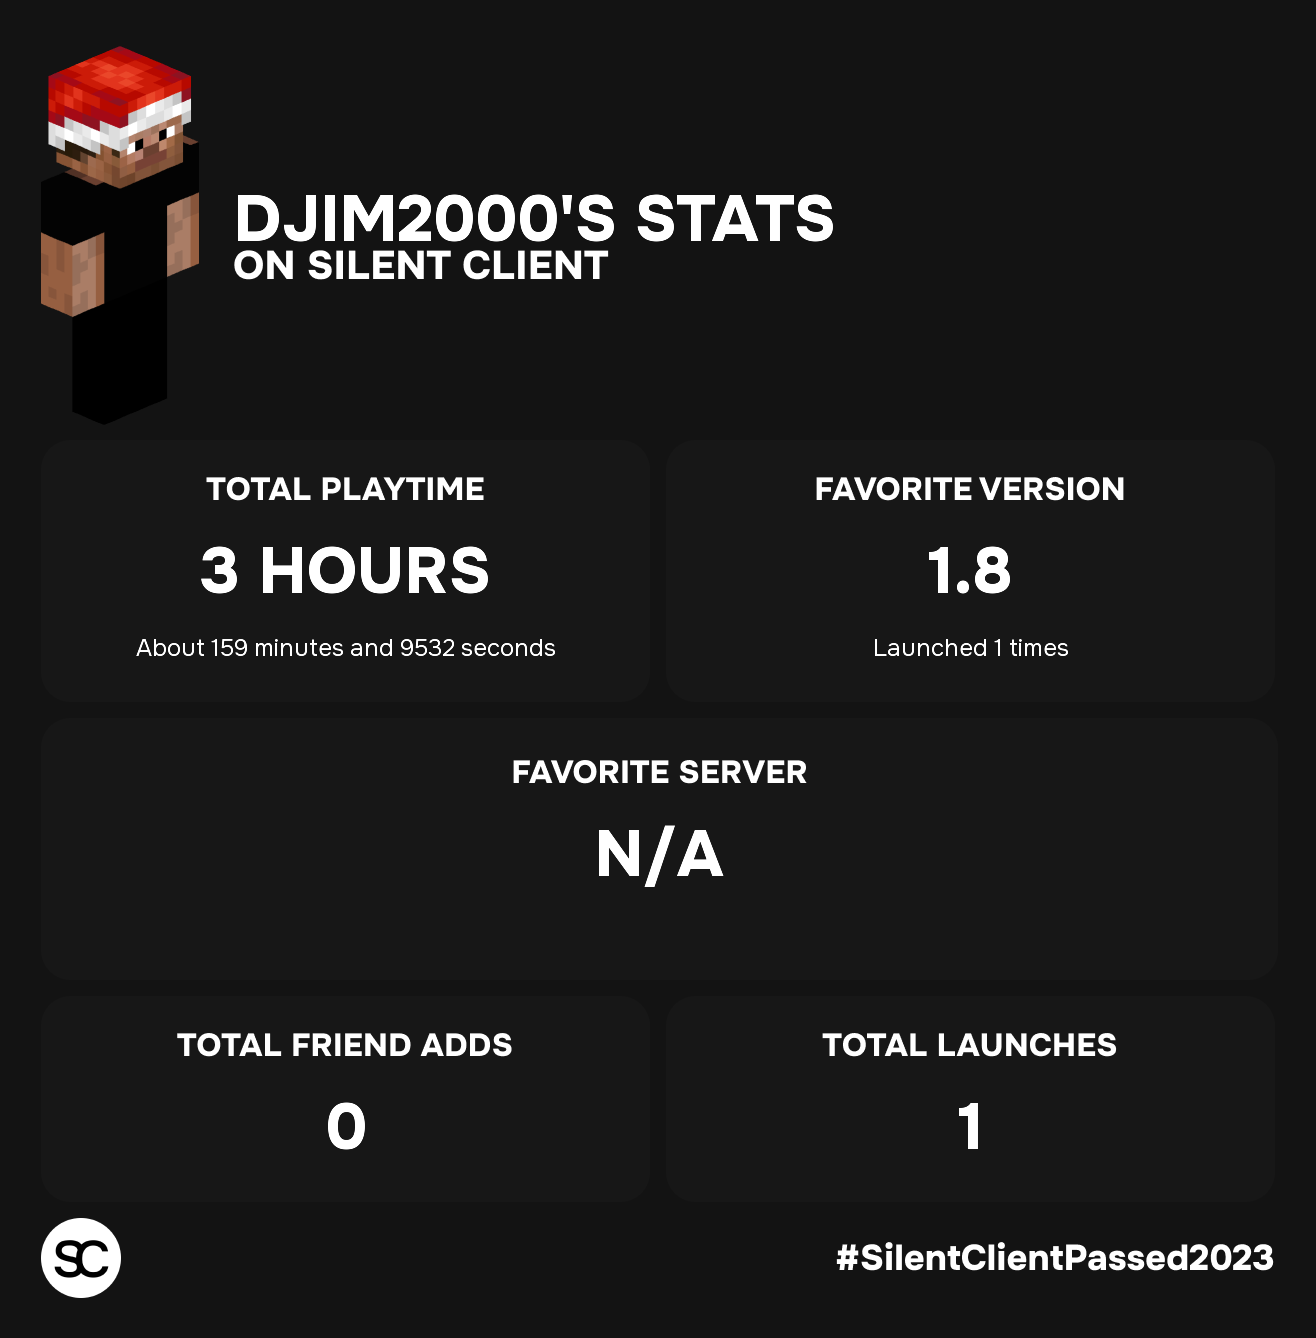 DJIM2000'S STATS
ON SILENT CLIENT
TOTAL PLAYTIME
3 HOURS
About 159 minutes and 9532 seconds
FAVORITE VERSION
1.8
Launched 1 times
FAVORITE SERVER
N/A
TOTAL FRIEND ADDS
0
TOTAL LAUNCHES
1
SC
#SilentClientPassed2023